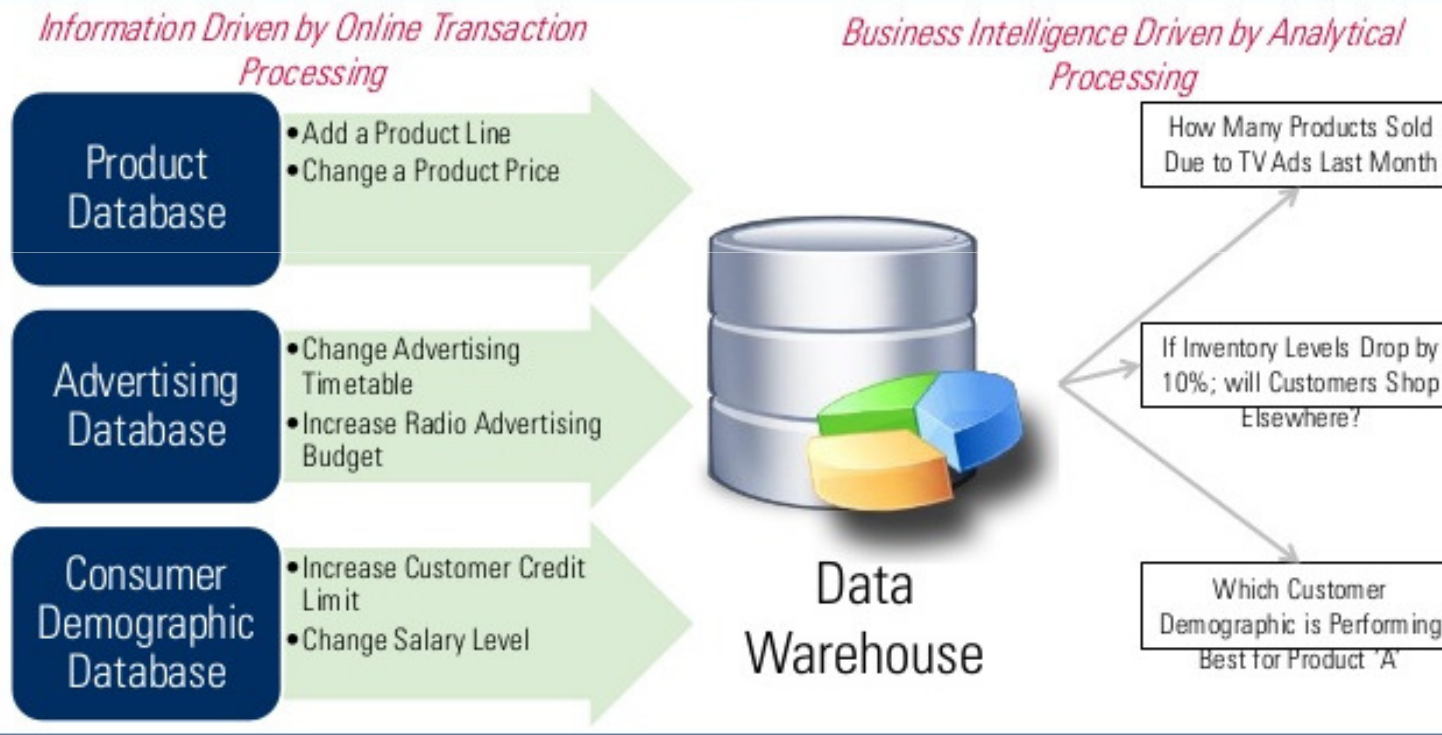 Information Driven by Online Transaction
Processing
Business Intelligence Driven by Analytical
Processing
Product
Database
•Add a Product Line
•Change a Product Price
Advertising
Database
•Change Advertising
Timetable
•Increase Radio Advertising
Budget
Consumer
Demographic
Database
•Increase Customer Credit
Limit
•Change Salary Level
Data
Warehouse
How Many Products Sold
Due to TV Ads Last Month
If Inventory Levels Drop by
10%; will Customers Shop
Elsewhere?
Which Customer
Demographic is Performing
Best for Product 'A'